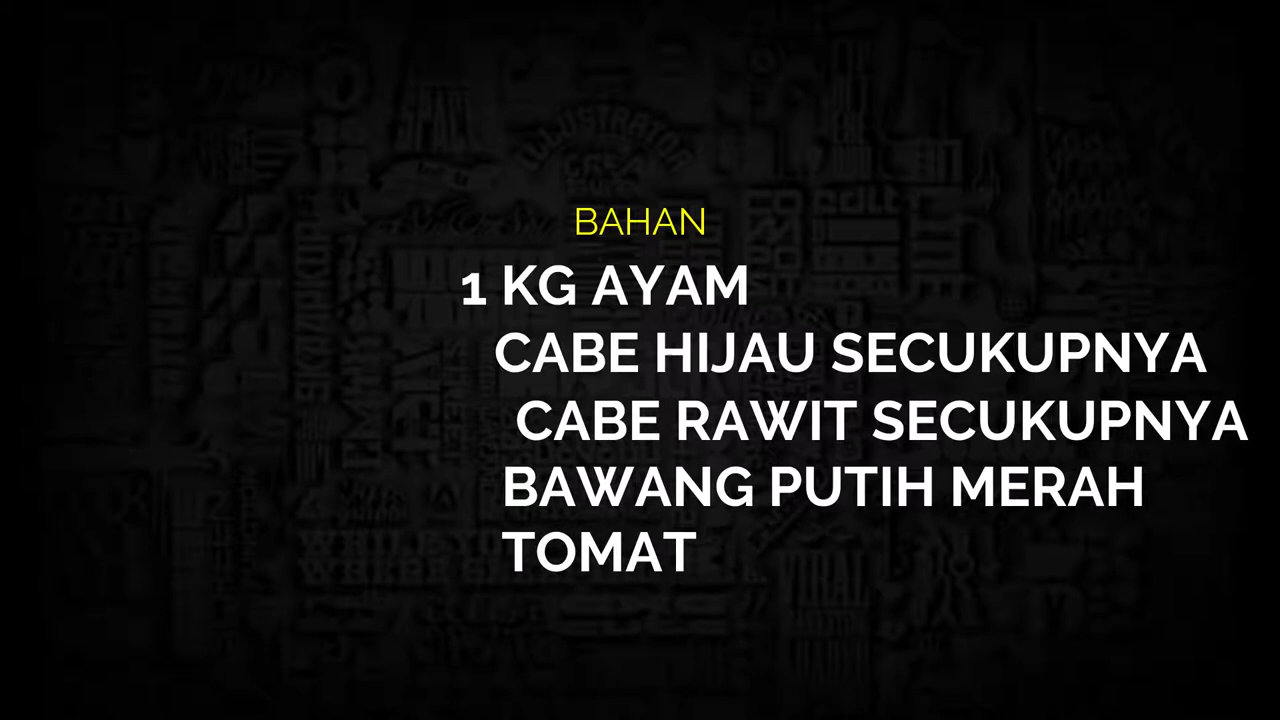 BAHAN
1 KG AYAM
CABE HIJAU SECUKUPNYA
CABE RAWIT SECUKUPNYA
BAWANG PUTIH MERAH
TOMAT